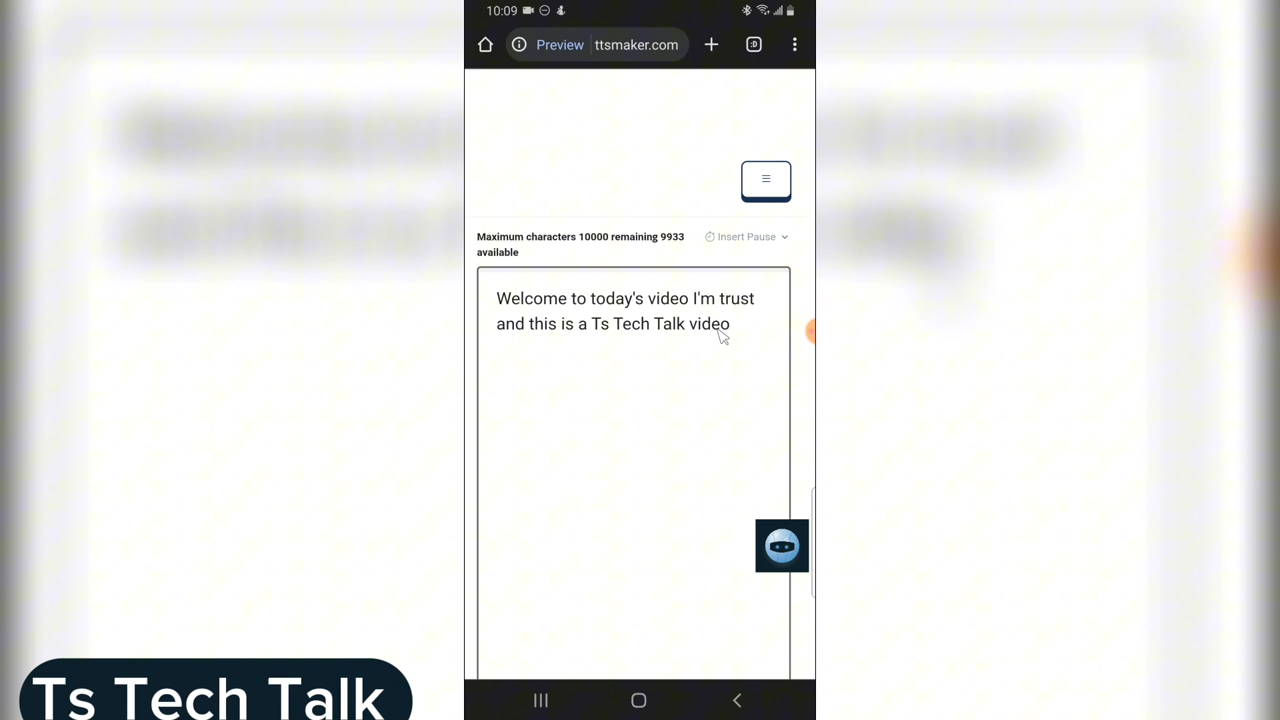 10:09
Preview ttsmaker.com
:D
Maximum characters 10000 remaining 9933
available
Insert Pause
Welcome to today's video I'm trust
and this is a Ts Tech Talk video
Ts Tech Talk